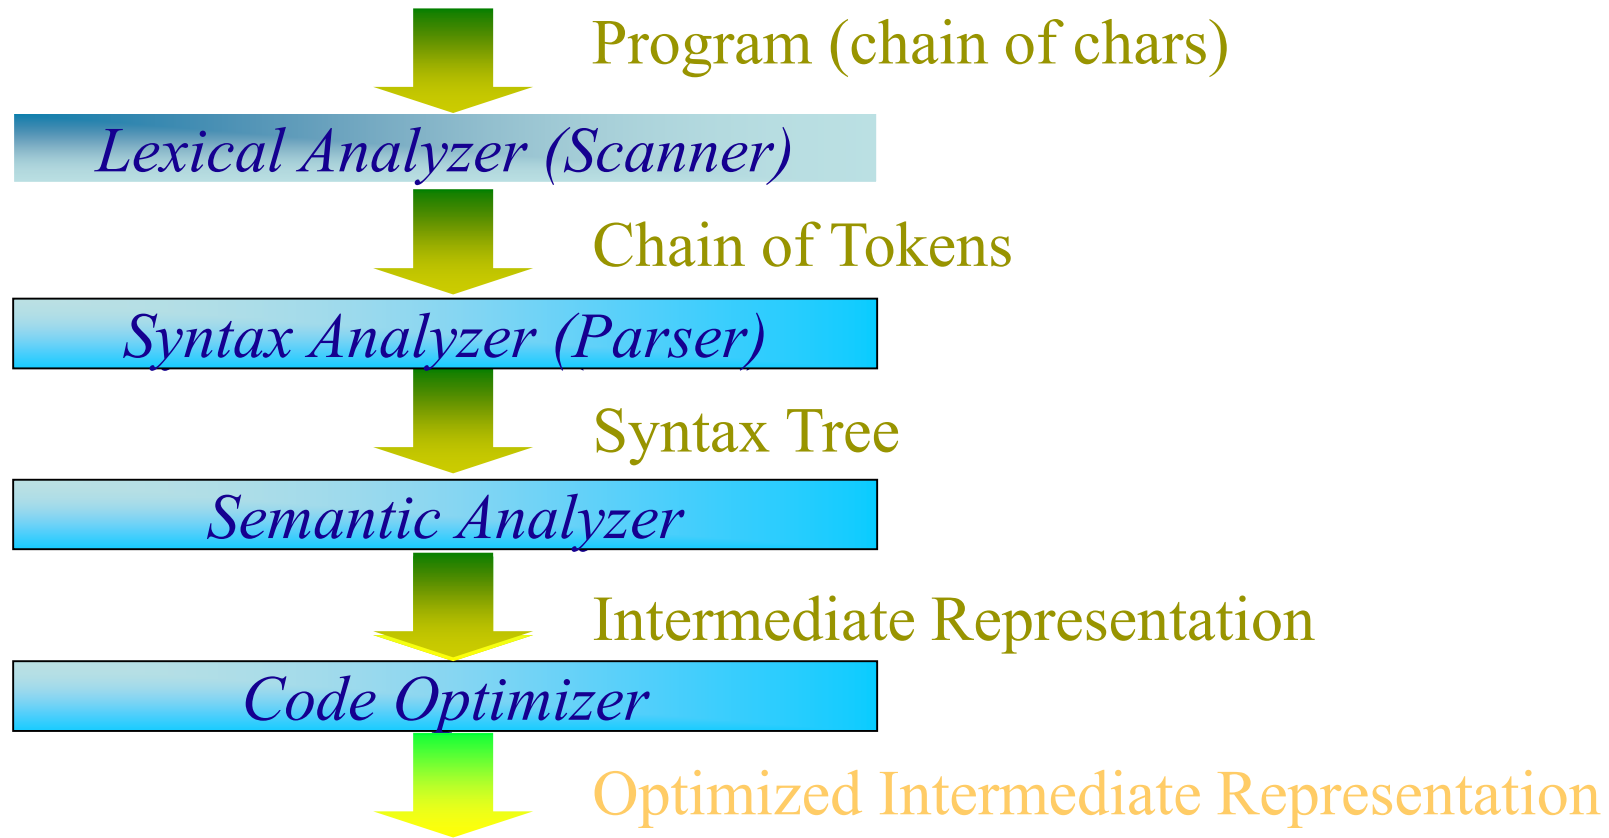 Program (chain of chars)
Lexical Analyzer (Scanner)
Chain of Tokens
Syntax Analyzer (Parser)
Syntax Tree
Semantic Analyzer
Intermediate Representation
Code Optimizer
Optimized Intermediate Representation